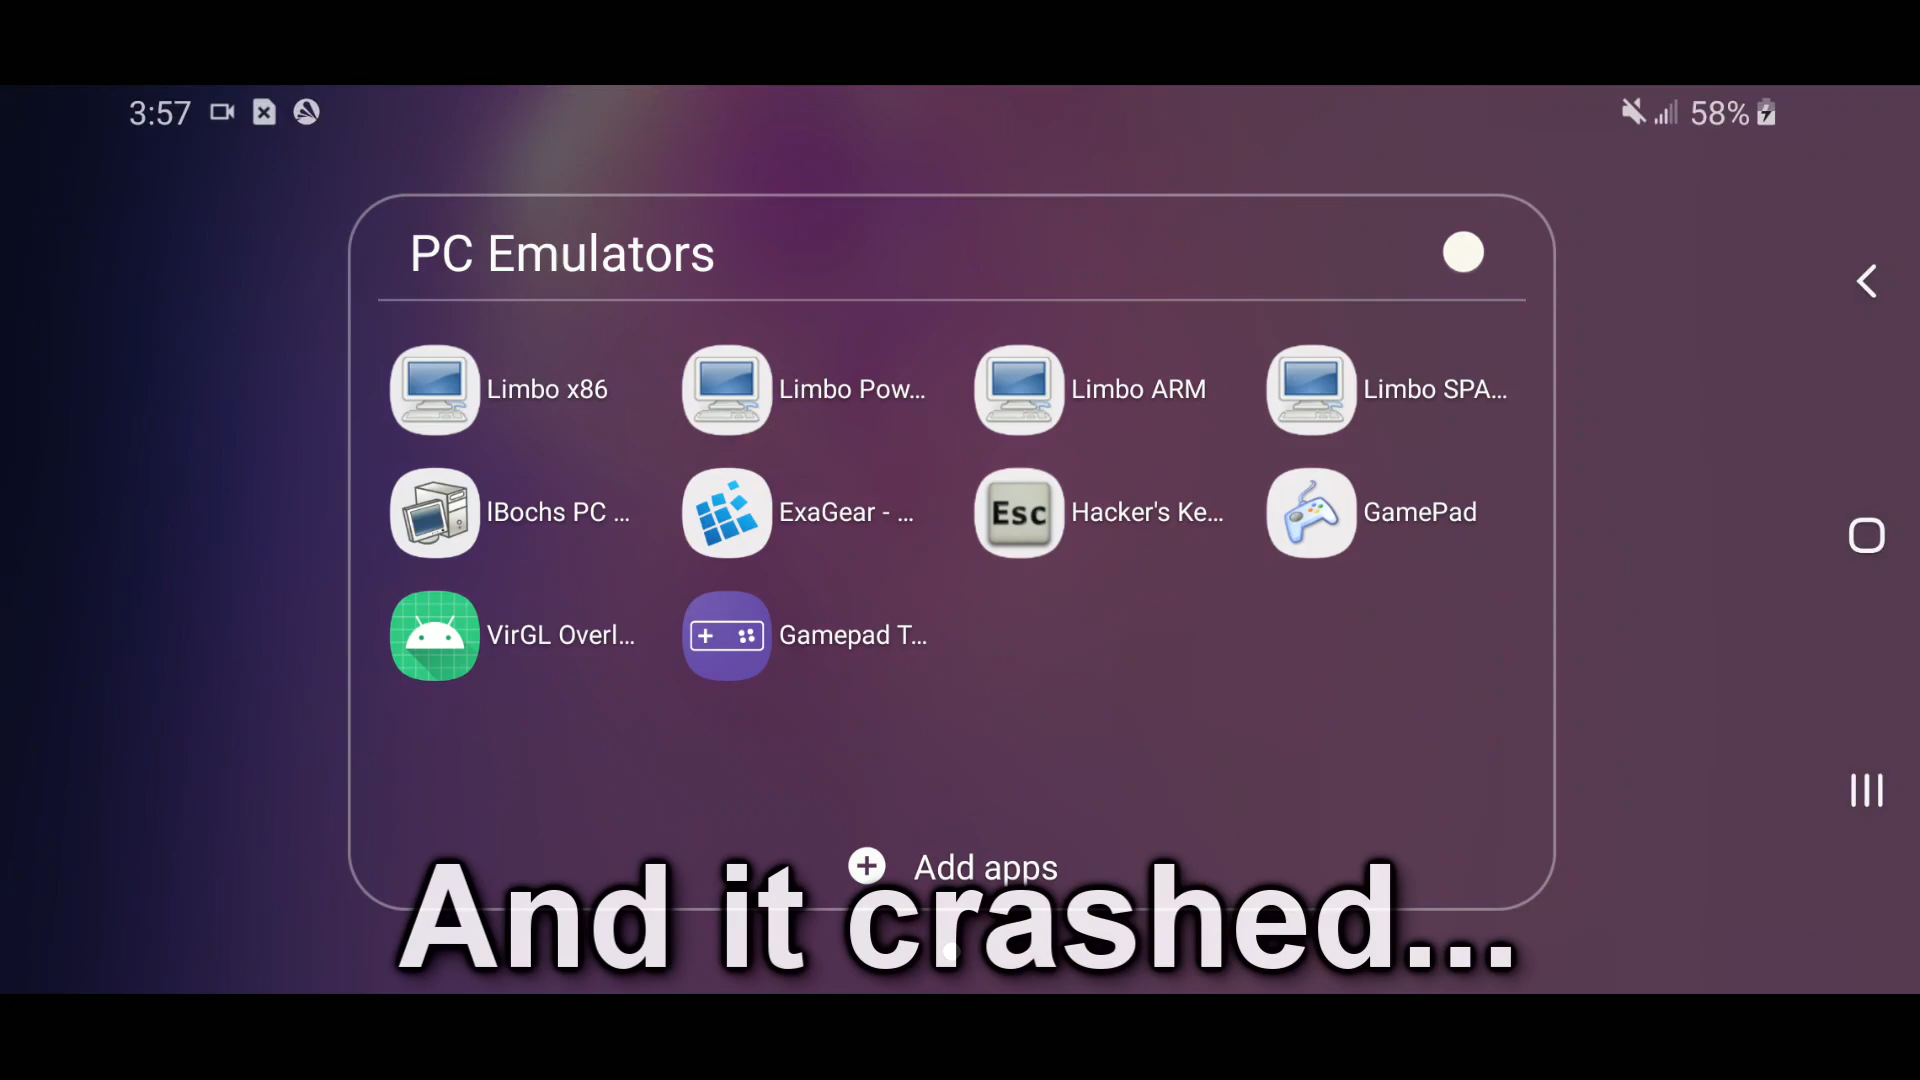 3:57 58%
PC Emulators
Limbo x86 Limbo Pow... Limbo ARM Limbo SPA...
lBochs PC ... ExaGear - ... Esc Hacker's Ke... GamePad
VirGL Overl... Gamepad T...
Add apps
And it crashed...